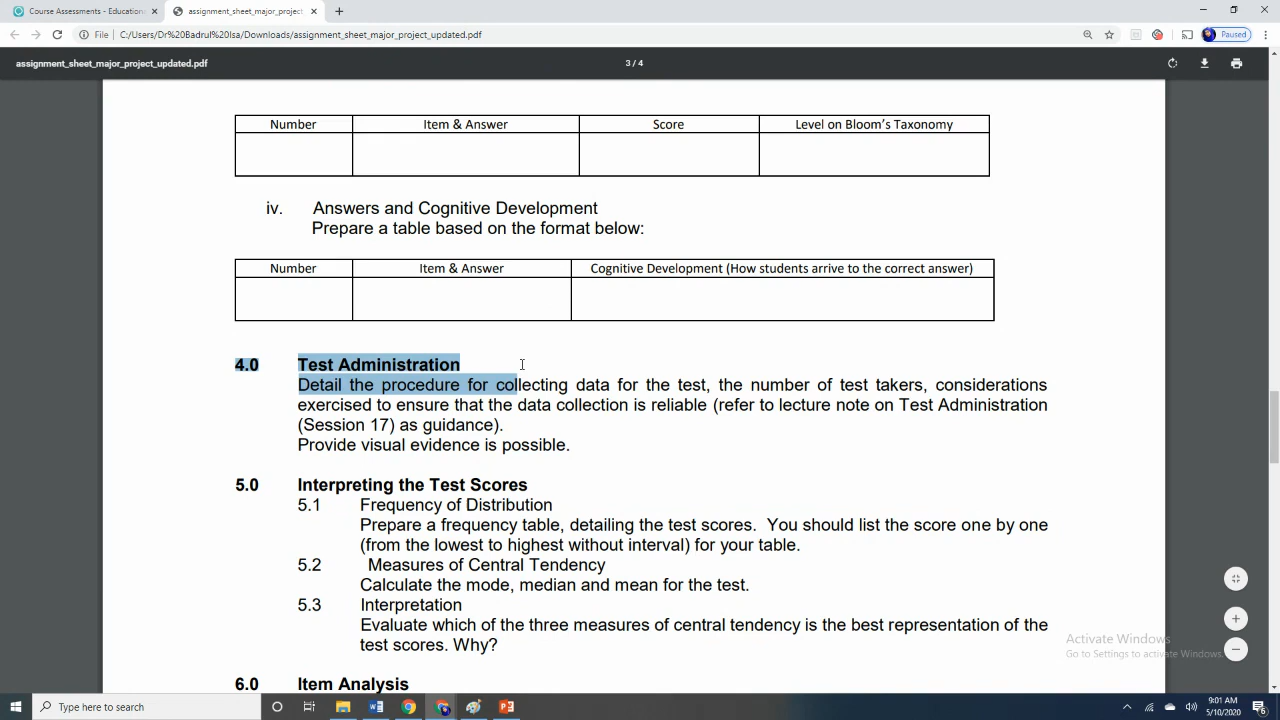 Course Assessments - Education
assignment_sheet_major_project
File
C:/Users/Dr%20Badrul%20Isa/Downloads/assignment_sheet_major_project_updated.pdf
Paused
assignment_sheet_major_project_updated.pdf
3 / 4
Number Item & Answer Score Level on Bloom's Taxonomy
iv. Answers and Cognitive Development
Prepare a table based on the format below:
Number Item & Answer Cognitive Development (How students arrive to the correct answer)
4.0 Test Administration
Detail the procedure for collecting data for the test, the number of test takers, considerations
exercised to ensure that the data collection is reliable (refer to lecture note on Test Administration
(Session 17) as guidance).
Provide visual evidence is possible.
5.0 Interpreting the Test Scores
5.1 Frequency of Distribution
Prepare a frequency table, detailing the test scores. You should list the score one by one
(from the lowest to highest without interval) for your table.
5.2 Measures of Central Tendency
Calculate the mode, median and mean for the test.
5.3 Interpretation
Evaluate which of the three measures of central tendency is the best representation of the
test scores. Why?
Activate Windows
Go to Settings to activate Windows.
6.0 Item Analysis
Type here to search
9:01 AM
5/10/2020